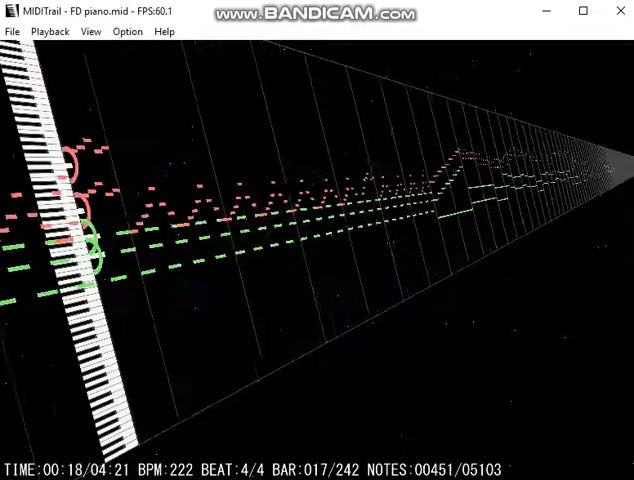 MIDITrail - FD piano.mid - FPS:60.1
www.BANDICAM.com
File Playback View Option Help
TIME:00:18/04:21 BPM:222 BEAT:4/4 BAR:017/242 NOTES:00451/05103